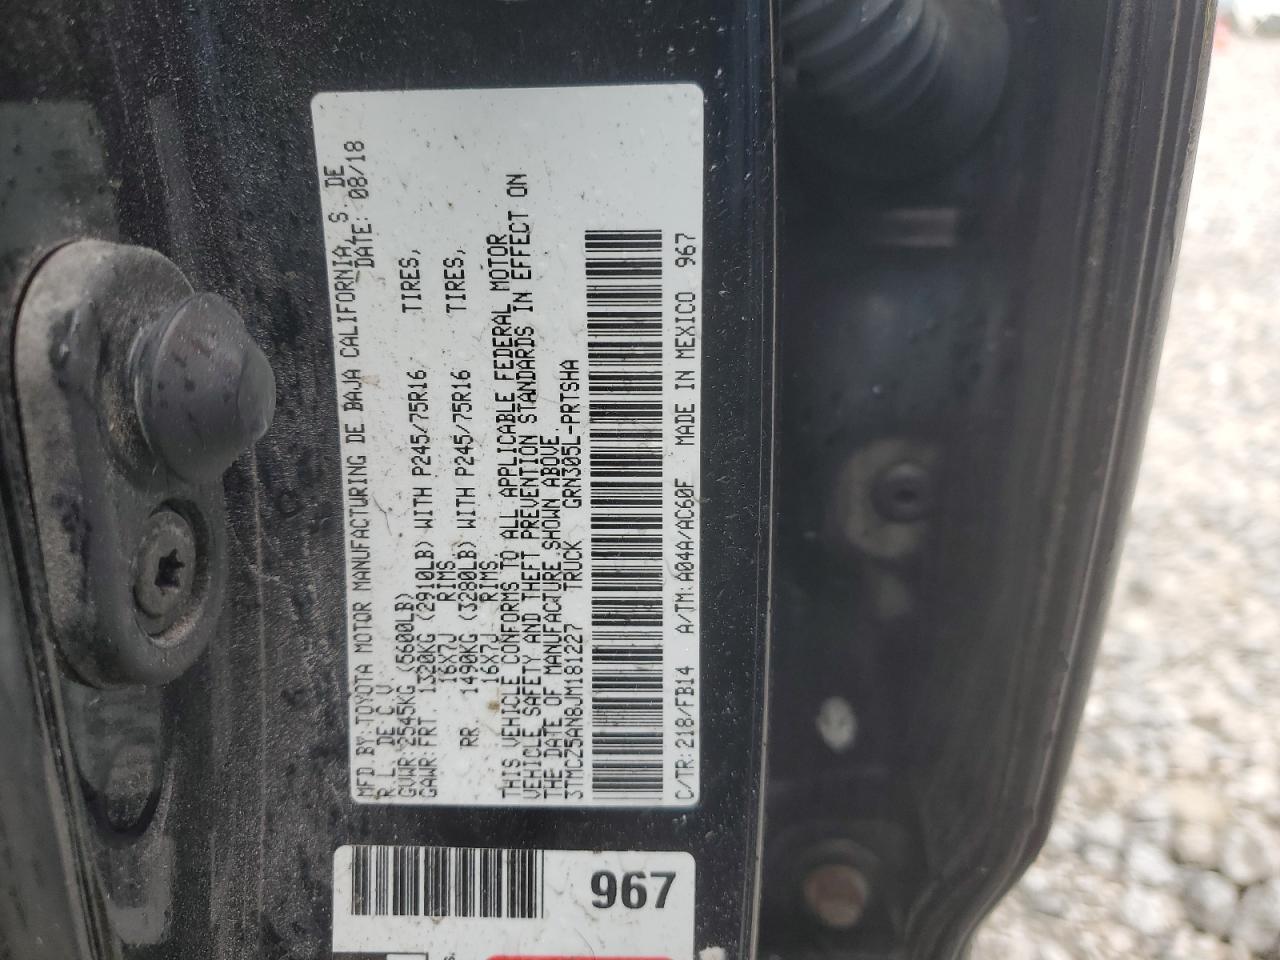 MFD.BY:TOYOTA MOTOR MANUFACTURING DE BAJA CALIFORNIA, S. DE
R.L. DE C.V. DATE: 08/18
GVWR:2545KG (5600LB)
GAWR:FRT. 1320KG (2910LB) WITH P245/75R16, TIRES,
16X7J RIMS,
RR. 1490KG (3280LB) WITH P245/75R16 TIRES,
16X7J RIMS,
THIS VEHICLE CONFORMS TO ALL APPLICABLE FEDERAL MOTOR
VEHICLE SAFETY AND THEFT PREVENTION STANDARDS IN EFFECT ON
THE DATE OF MANUFACTURE SHOWN ABOVE.
3TMCZ5AN8JM181227 TRUCK GRN305L-PRTSHA
C/TR:218/FB14 A/TM:A04A/AC60F MADE IN MEXICO 967
967